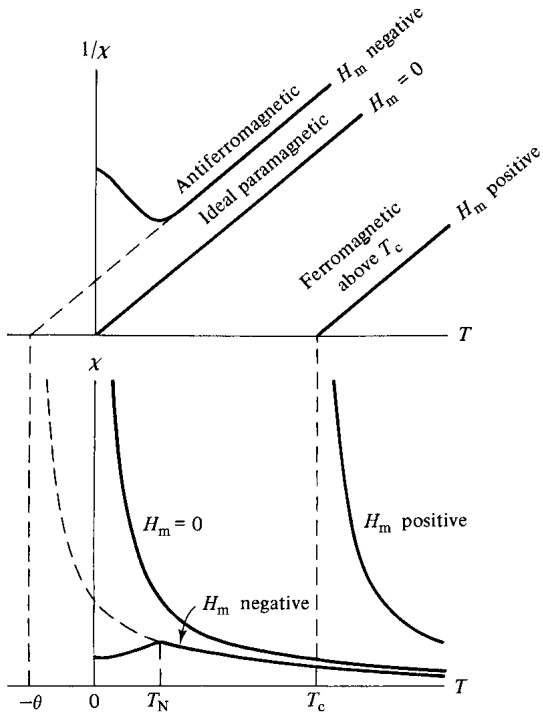 1/χ
Antiferromagnetic
H_m negative
Ideal paramagnetic
H_m = 0
Ferromagnetic
above T_c
H_m positive
T
χ
H_m = 0
H_m positive
H_m negative
T
−θ
0
T_N
T_c